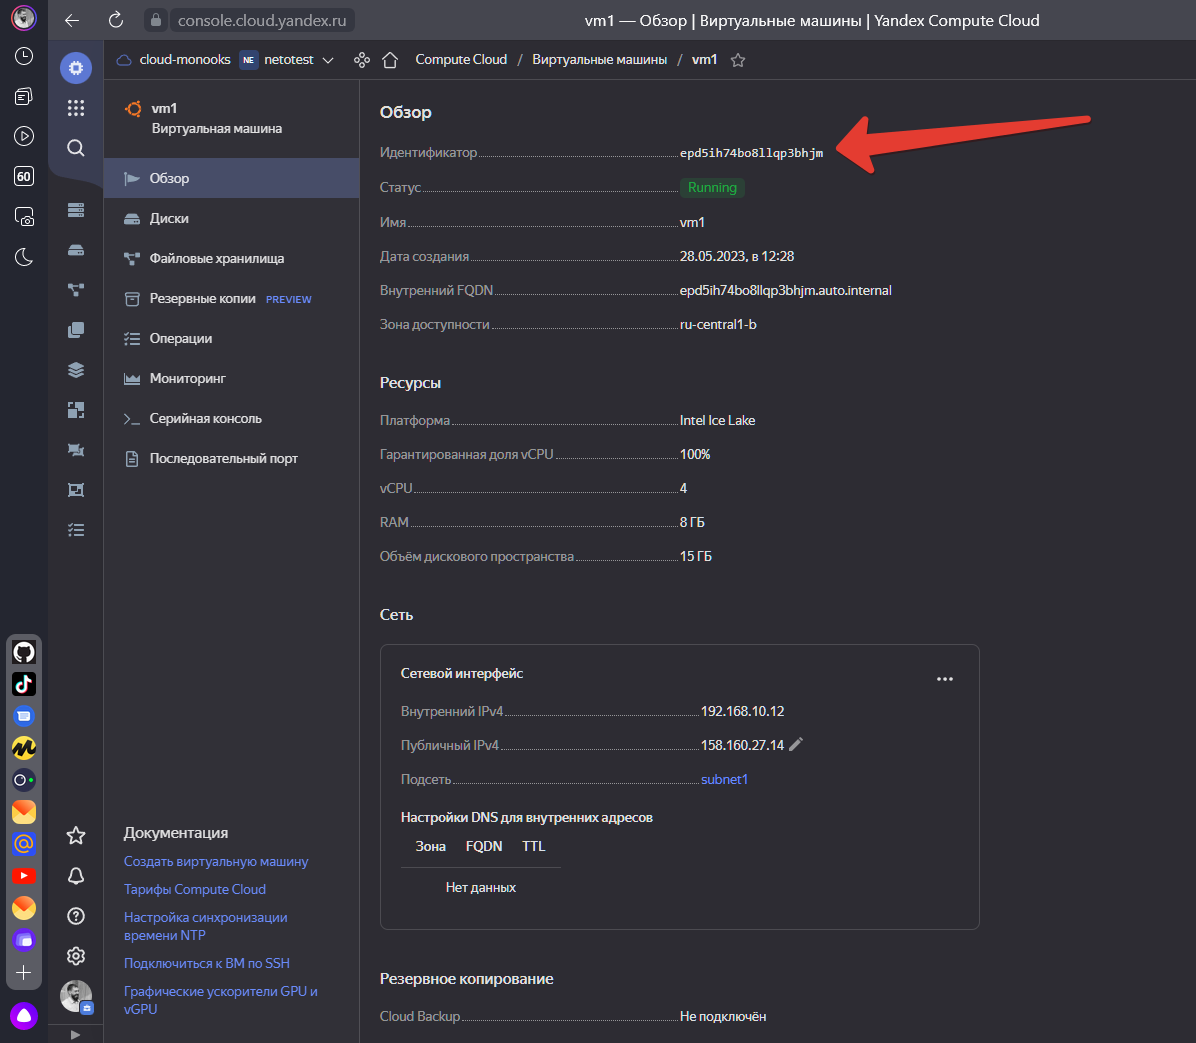 console.cloud.yandex.ru
vm1 — Обзор | Виртуальные машины | Yandex Compute Cloud
cloud-monooks NE netotest Compute Cloud / Виртуальные машины / vm1
60
vm1
Виртуальная машина
Обзор
Диски
Файловые хранилища
Резервные копии PREVIEW
Операции
Мониторинг
Серийная консоль
Последовательный порт
Документация
Создать виртуальную машину
Тарифы Compute Cloud
Настройка синхронизации
времени NTP
Подключиться к ВМ по SSH
Графические ускорители GPU и
vGPU
Обзор
Идентификатор epd5ih74bo8llqp3bhjm
Статус Running
Имя vm1
Дата создания 28.05.2023, в 12:28
Внутренний FQDN epd5ih74bo8llqp3bhjm.auto.internal
Зона доступности ru-central1-b
Ресурсы
Платформа Intel Ice Lake
Гарантированная доля vCPU 100%
vCPU 4
RAM 8 ГБ
Объём дискового пространства 15 ГБ
Сеть
Сетевой интерфейс
Внутренний IPv4 192.168.10.12
Публичный IPv4 158.160.27.14
Подсеть subnet1
Настройки DNS для внутренних адресов
Зона FQDN TTL
Нет данных
Резервное копирование
Cloud Backup Не подключён